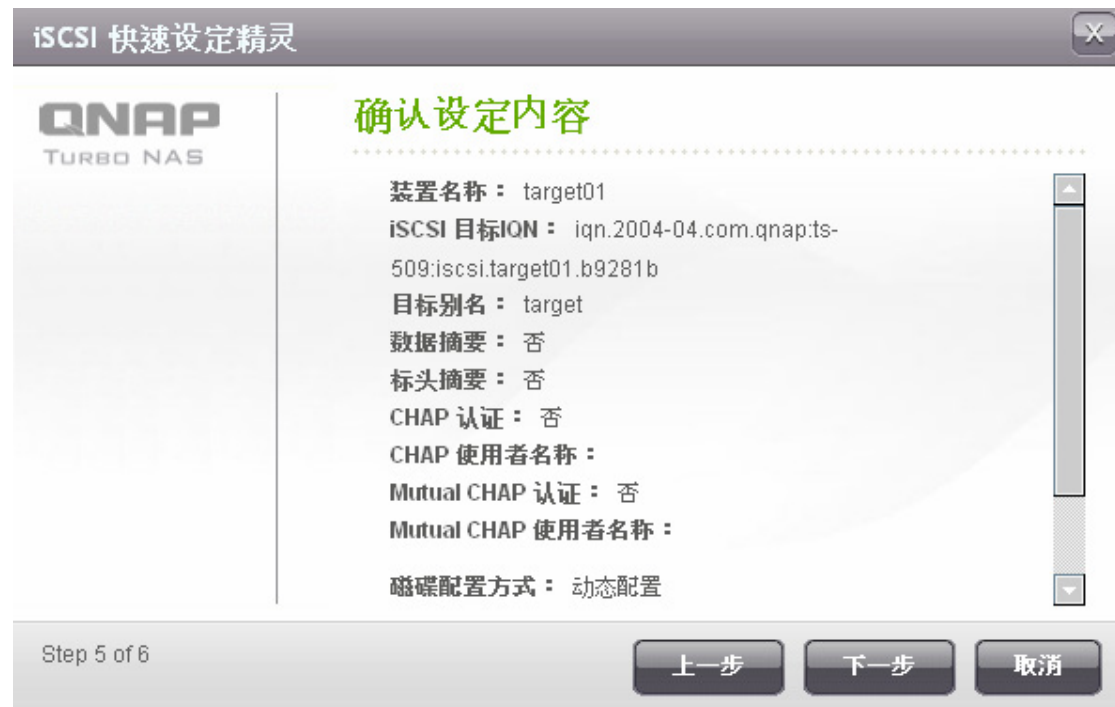 iSCSI 快速设定精灵
X
QNAP
TURBO NAS
确认设定内容
装置名称： target01
iSCSI 目标IQN： iqn.2004-04.com.qnap:ts-
509:iscsi.target01.b9281b
目标别名： target
数据摘要： 否
标头摘要： 否
CHAP 认证： 否
CHAP 使用者名称：
Mutual CHAP 认证： 否
Mutual CHAP 使用者名称：
磁碟配置方式： 动态配置
Step 5 of 6
上一步
下一步
取消